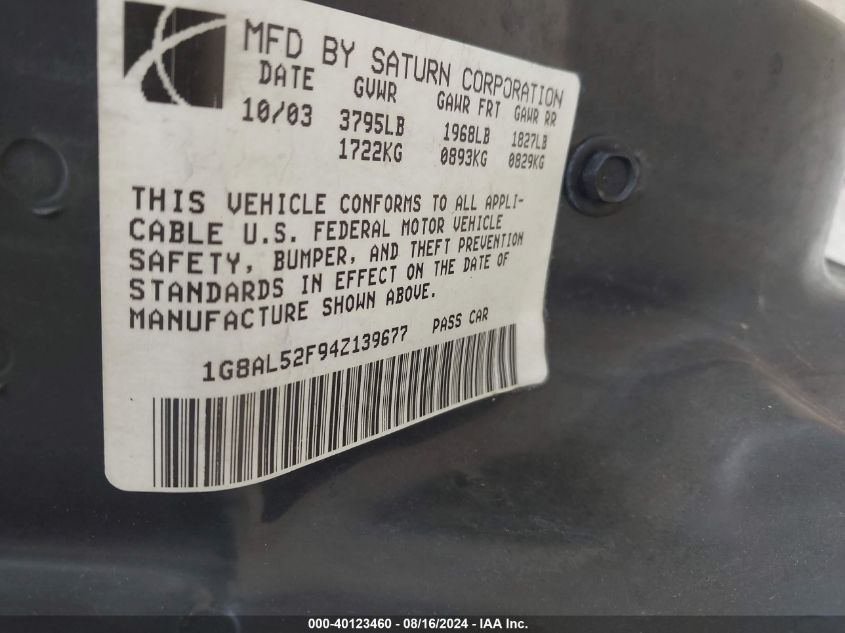 MFD BY SATURN CORPORATION
DATE GVWR GAWR FRT GAWR RR
10/03 3795LB 1968LB 1827LB
1722KG 0893KG 0829KG
THIS VEHICLE CONFORMS TO ALL APPLI-
CABLE U.S. FEDERAL MOTOR VEHICLE
SAFETY, BUMPER, AND THEFT PREVENTION
STANDARDS IN EFFECT ON THE DATE OF
MANUFACTURE SHOWN ABOVE.
1G8AL52F94Z139677 PASS CAR
000-40123460 - 08/16/2024 - IAA Inc.